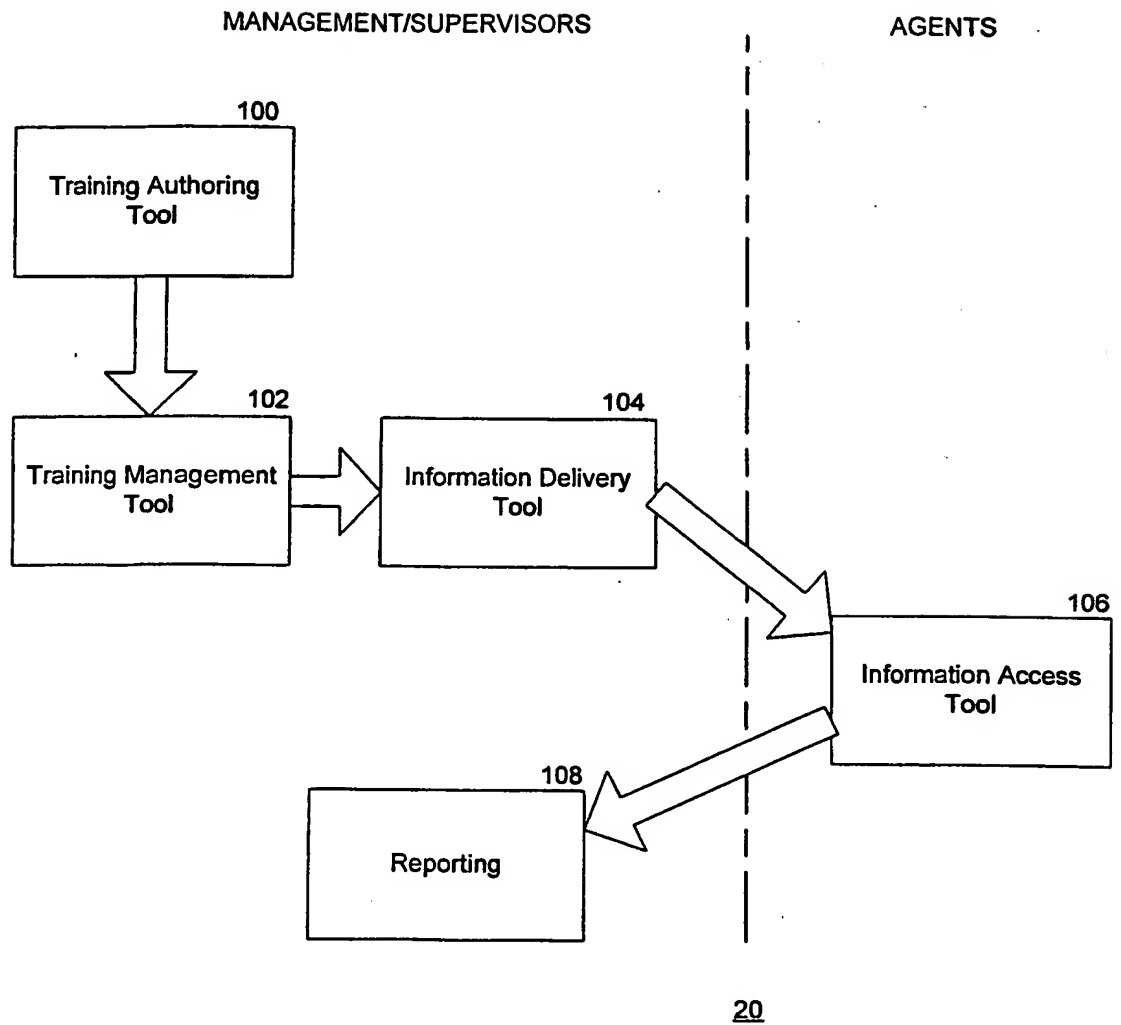 MANAGEMENT/SUPERVISORS
AGENTS
100
Training Authoring
Tool
102
Training Management
Tool
104
Information Delivery
Tool
106
Information Access
Tool
108
Reporting
20